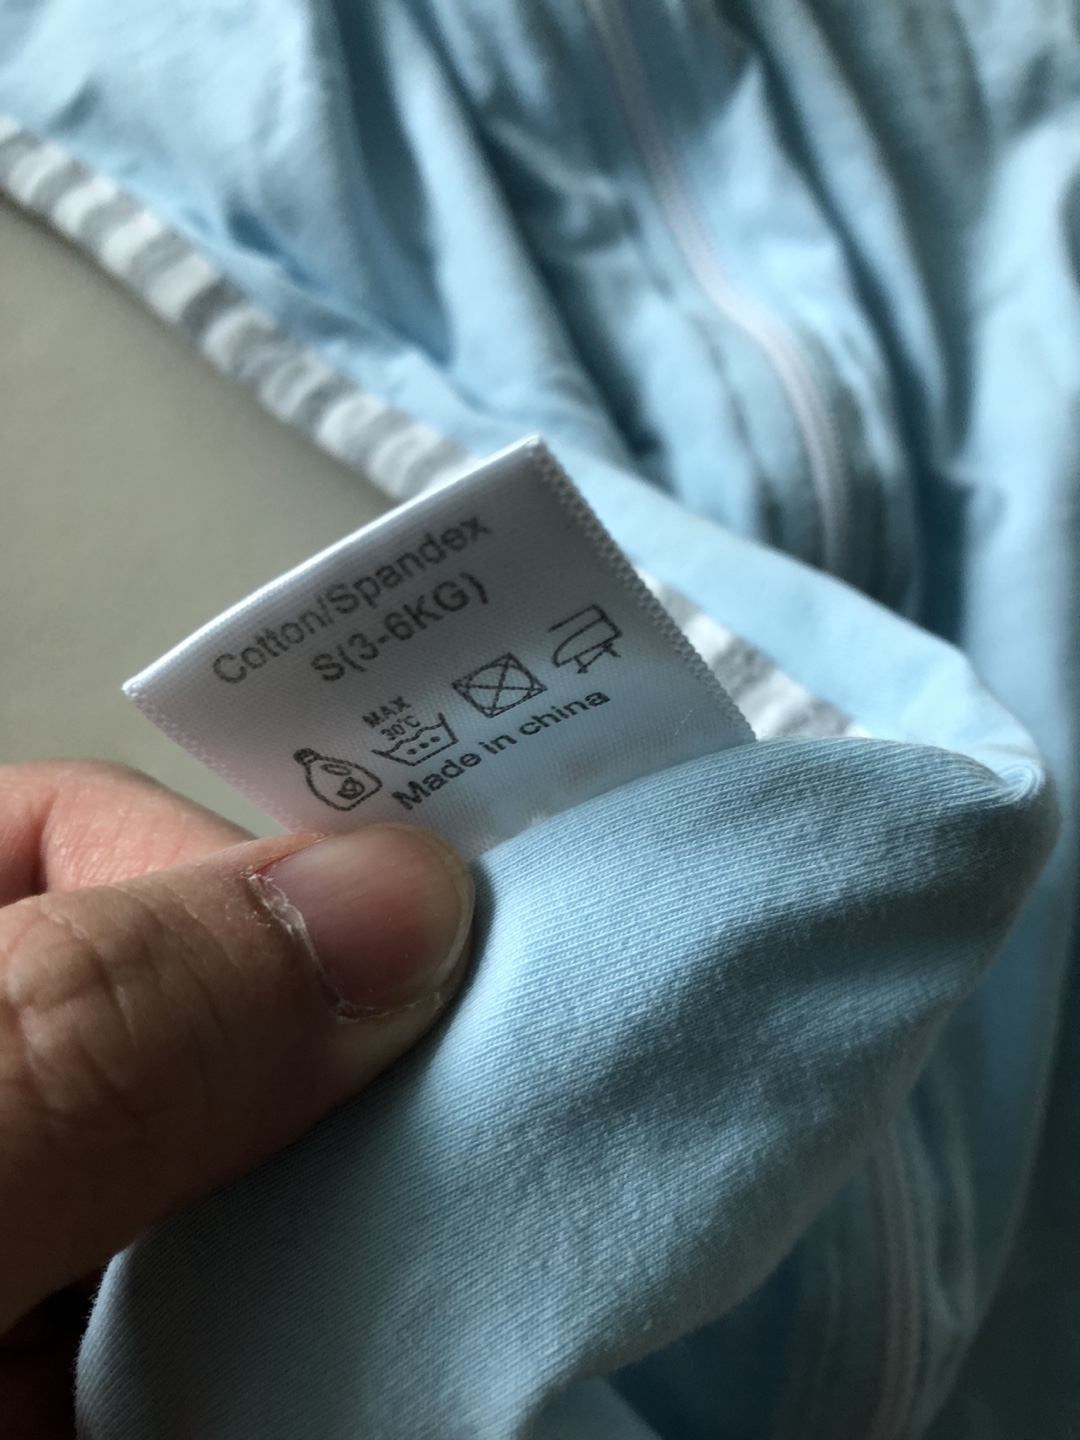 Cotton/Spandex
S(3-6KG)
MAX
30℃
Made in china